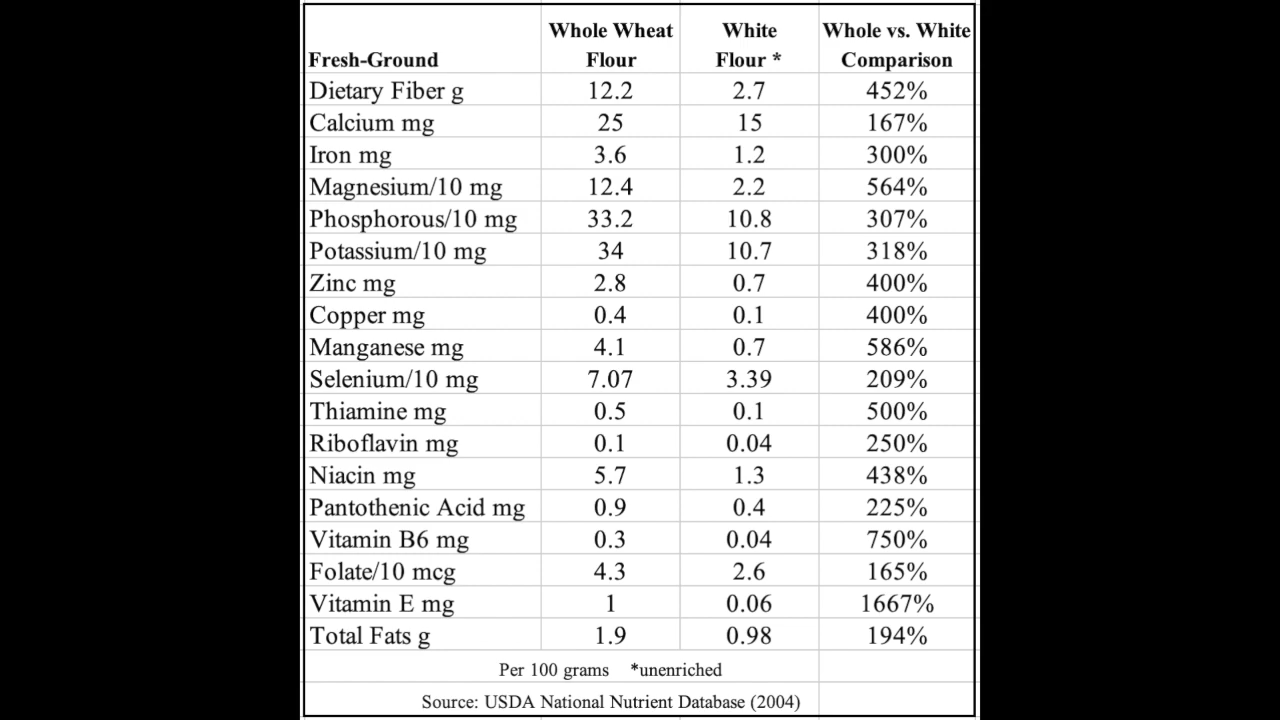 Fresh-Ground Whole Wheat Flour White Flour * Whole vs. White Comparison
Dietary Fiber g 12.2 2.7 452%
Calcium mg 25 15 167%
Iron mg 3.6 1.2 300%
Magnesium/10 mg 12.4 2.2 564%
Phosphorous/10 mg 33.2 10.8 307%
Potassium/10 mg 34 10.7 318%
Zinc mg 2.8 0.7 400%
Copper mg 0.4 0.1 400%
Manganese mg 4.1 0.7 586%
Selenium/10 mg 7.07 3.39 209%
Thiamine mg 0.5 0.1 500%
Riboflavin mg 0.1 0.04 250%
Niacin mg 5.7 1.3 438%
Pantothenic Acid mg 0.9 0.4 225%
Vitamin B6 mg 0.3 0.04 750%
Folate/10 mcg 4.3 2.6 165%
Vitamin E mg 1 0.06 1667%
Total Fats g 1.9 0.98 194%
Per 100 grams *unenriched
Source: USDA National Nutrient Database (2004)